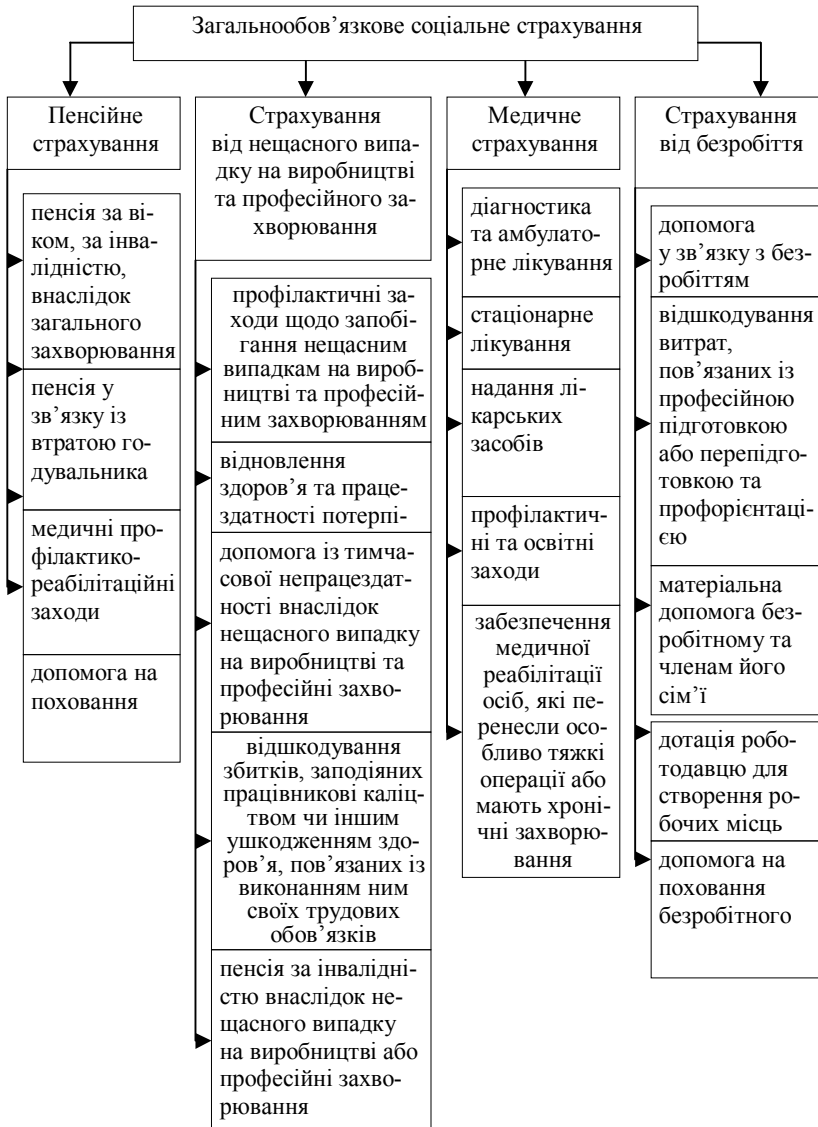 Загальнообов’язкове соціальне страхування
Пенсійне
страхування
пенсія за ві-
ком, за інва-
лідністю,
внаслідок
загального
захворювання
пенсія у
зв’язку із
втратою го-
дувальника
медичні про-
філактико-
реабілітаційні
заходи
допомога на
поховання
Страхування
від нещасного випа-
дку на виробництві
та професійного за-
хворювання
профілактичні за-
ходи щодо запобі-
гання нещасним
випадкам на вироб-
ництві та професій-
ним захворюванням
відновлення
здоров’я та праце-
здатності потерпі-
допомога із тимча-
сової непрацездат-
ності внаслідок
нещасного випадку
на виробництві та
професійні захво-
рювання
відшкодування
збитків, заподіяних
працівникові каліц-
твом чи іншим
ушкодженням здо-
ров’я, пов’язаних із
виконанням ним
своїх трудових
обов’язків
пенсія за інвалідні-
стю внаслідок не-
щасного випадку
на виробництві або
професійні захво-
рювання
Медичне
страхування
діагностика
та амбулато-
рне лікування
стаціонарне
лікування
надання лі-
карських
засобів
профілактич-
ні та освітні
заходи
забезпечення
медичної
реабілітації
осіб, які пе-
ренесли осо-
бливо тяжкі
операції або
мають хроні-
чні захворю-
вання
Страхування
від безробіття
допомога
у зв’язку з без-
робіттям
відшкодування
витрат,
пов’язаних із
професійною
підготовкою
або перепідго-
товкою та
профорієнтаці-
єю
матеріальна
допомога без-
робітному та
членам його
сім’ї
дотація робо-
тодавцю для
створення ро-
бочих місць
допомога на
поховання
безробітного